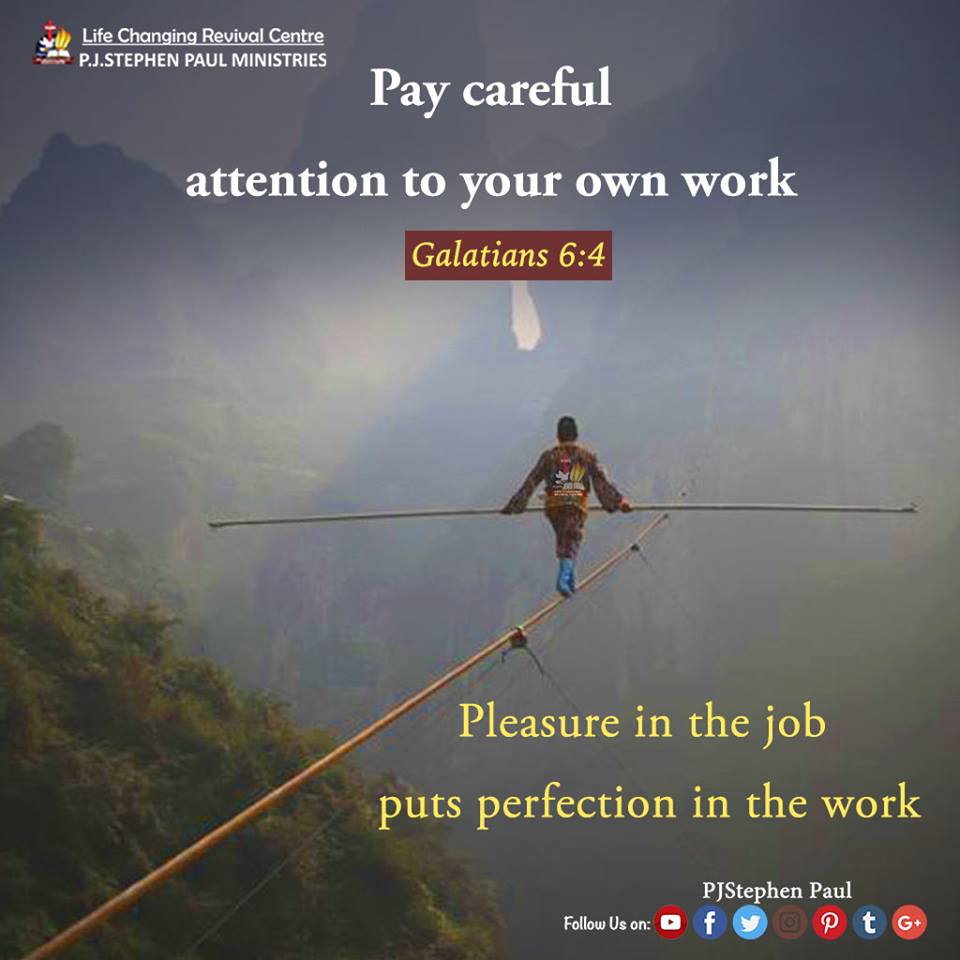 Life Changing Revival Centre
P.J.STEPHEN PAUL MINISTRIES
Pay careful
attention to your own work
Galatians 6:4
Pleasure in the job
puts perfection in the work
PJStephen Paul
Follow Us on: